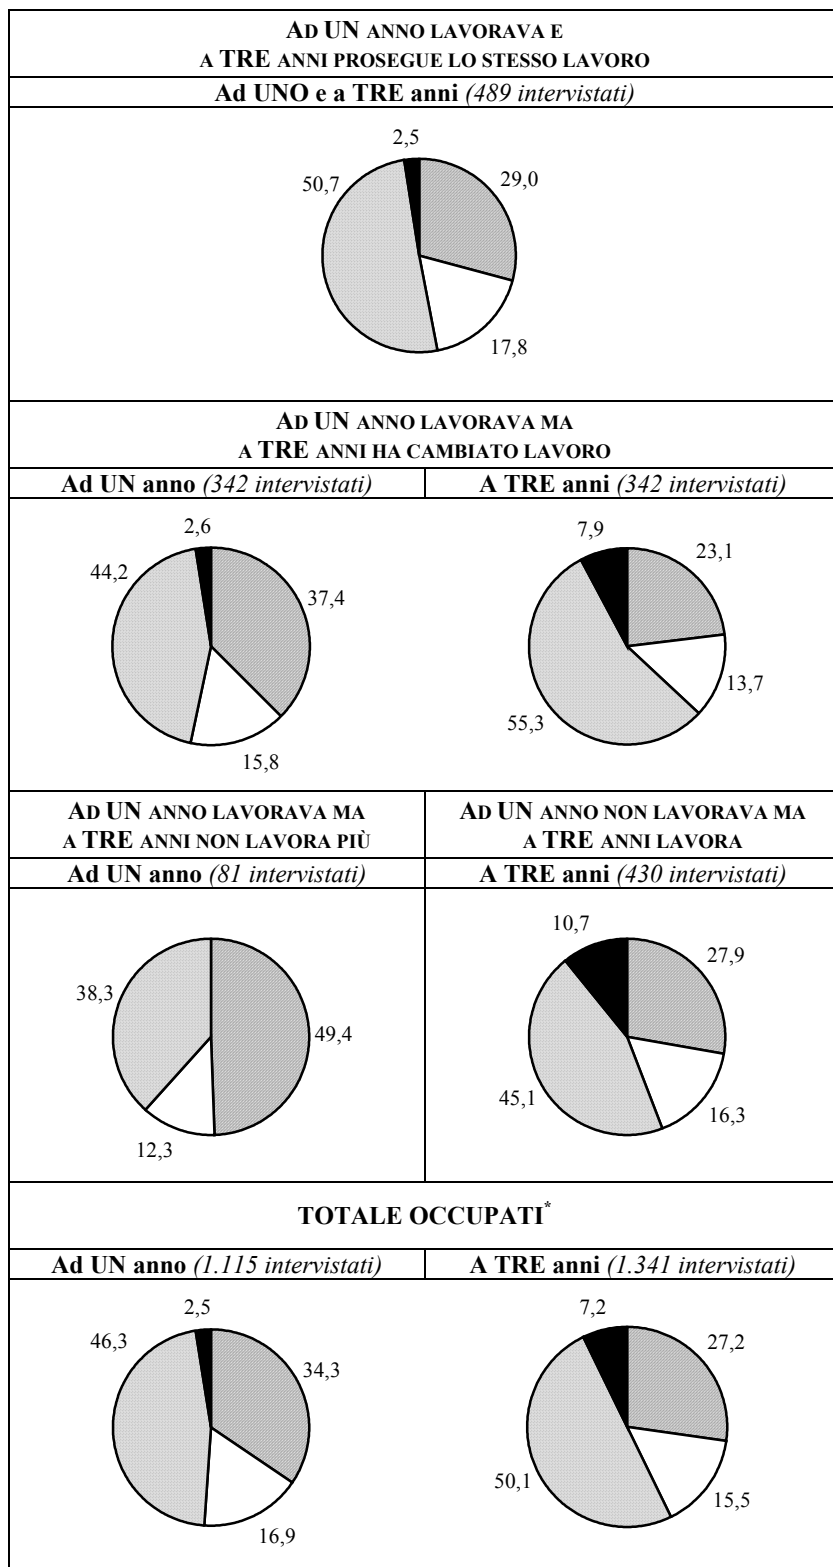 AD UN ANNO LAVORAVA E
A TRE ANNI PROSEGUE LO STESSO LAVORO
Ad UNO e a TRE anni (489 intervistati)
2,5
50,7
29,0
17,8
AD UN ANNO LAVORAVA MA
A TRE ANNI HA CAMBIATO LAVORO
Ad UN anno (342 intervistati)
A TRE anni (342 intervistati)
2,6
44,2
37,4
15,8
7,9
23,1
13,7
55,3
AD UN ANNO LAVORAVA MA
A TRE ANNI NON LAVORA PIÙ
AD UN ANNO NON LAVORAVA MA
A TRE ANNI LAVORA
Ad UN anno (81 intervistati)
A TRE anni (430 intervistati)
38,3
49,4
12,3
10,7
27,9
45,1
16,3
TOTALE OCCUPATI*
Ad UN anno (1.115 intervistati)
A TRE anni (1.341 intervistati)
2,5
46,3
34,3
16,9
7,2
27,2
50,1
15,5